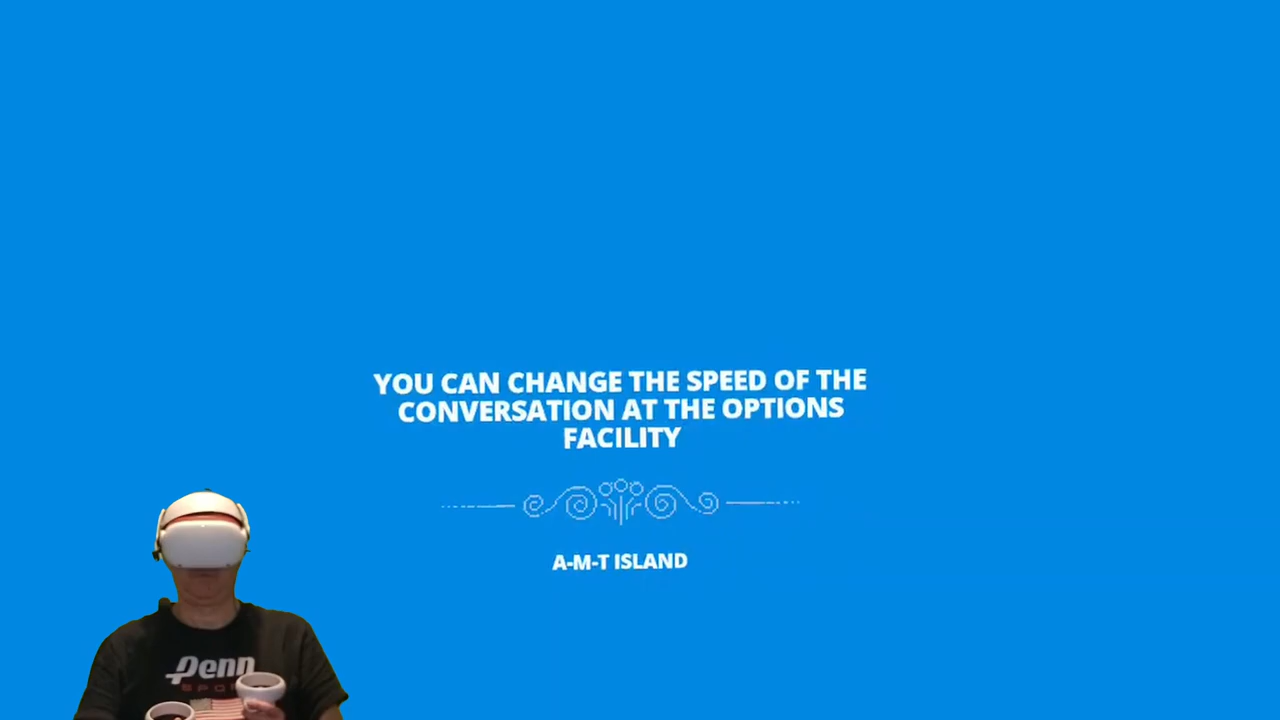 YOU CAN CHANGE THE SPEED OF THE
CONVERSATION AT THE OPTIONS
FACILITY
A-M-T ISLAND
Penn